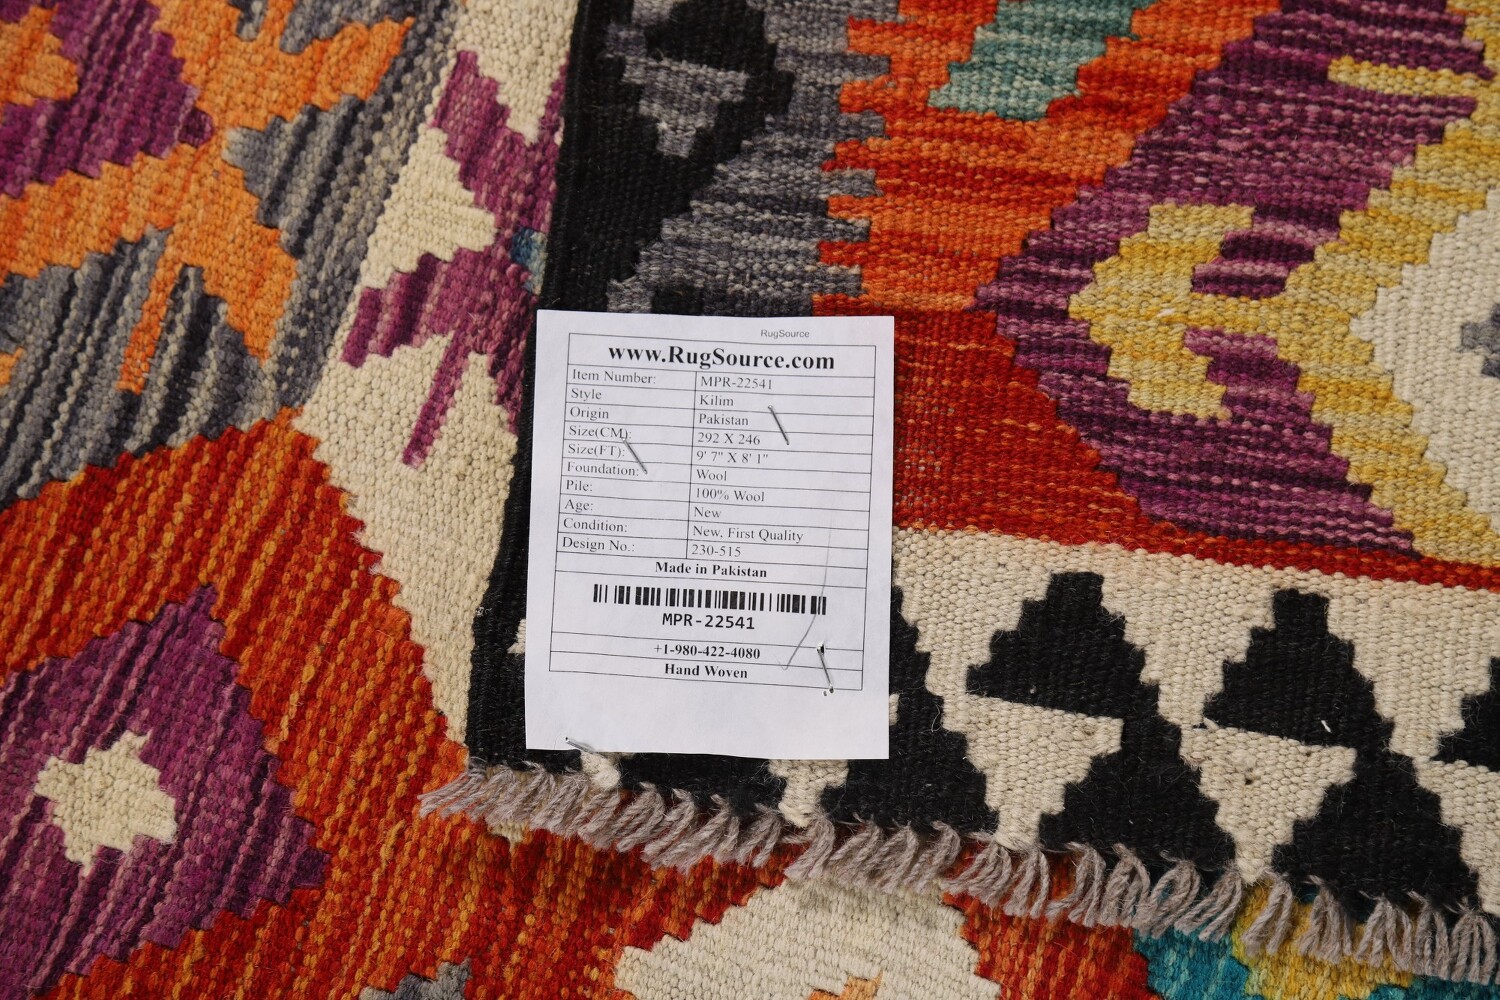 RugSource
www.RugSource.com
Item Number: MPR-22541
Style Kilim
Origin Pakistan
Size(CM): 292 X 246
Size(FT): 9' 7" X 8' 1"
Foundation: Wool
Pile: 100% Wool
Age: New
Condition: New, First Quality
Design No.: 230-515
Made in Pakistan
MPR-22541
+1-980-422-4080
Hand Woven